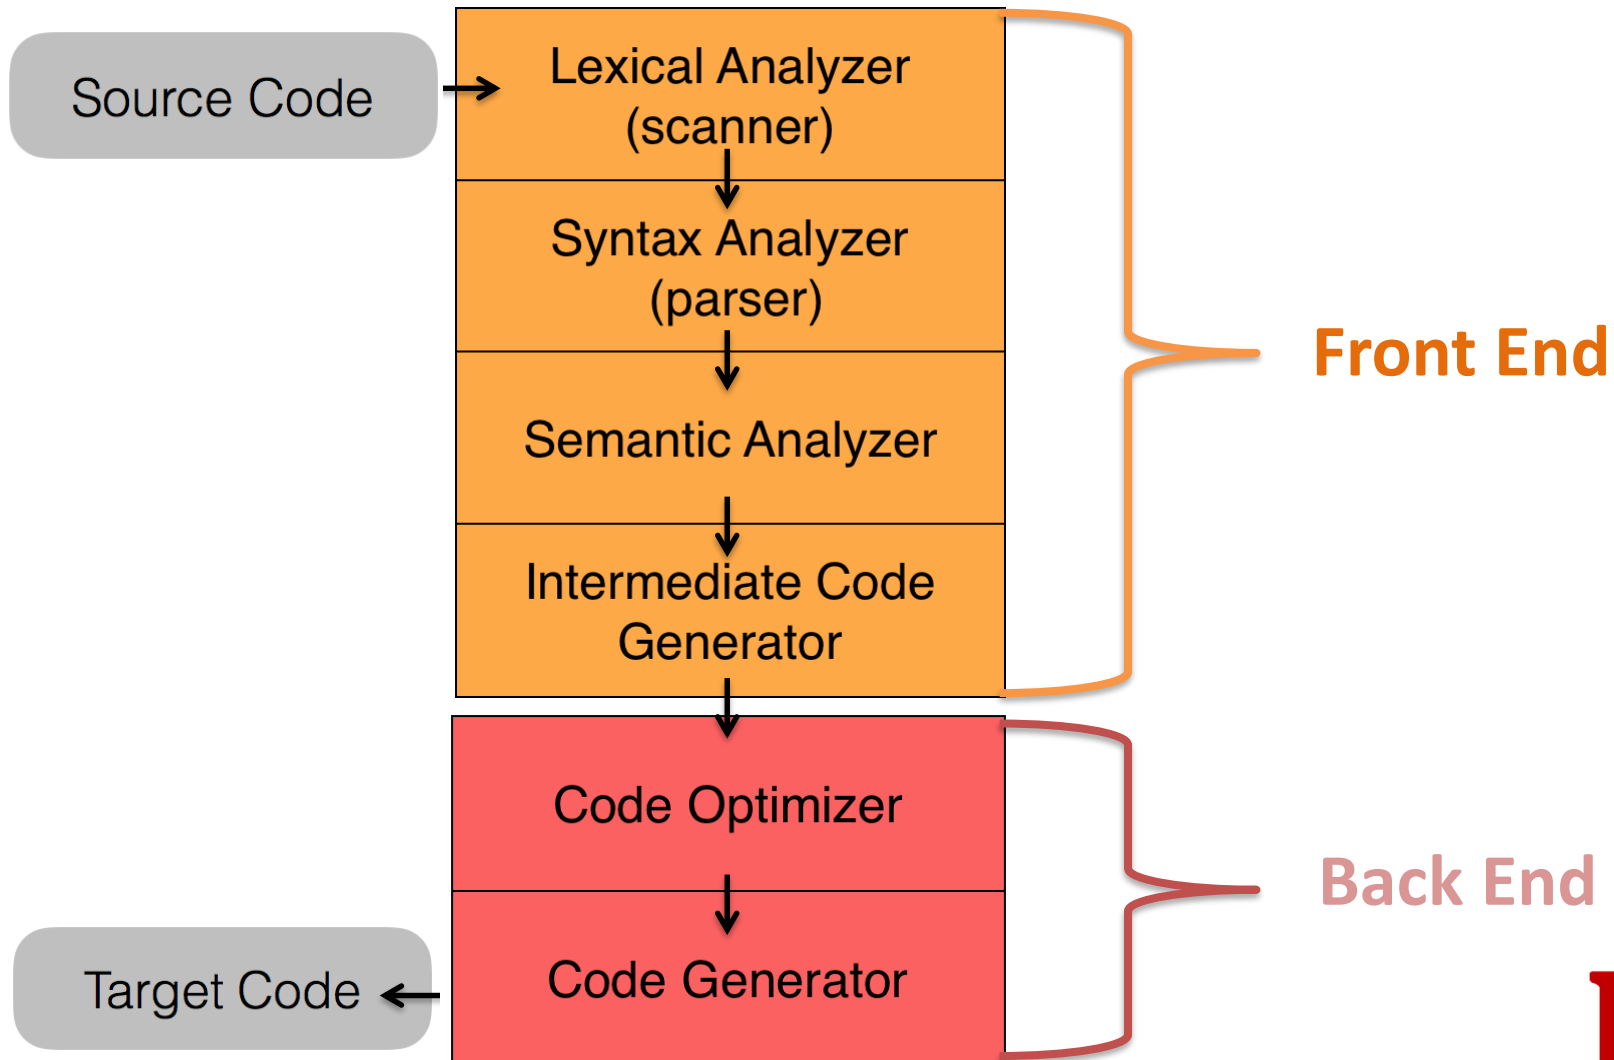 Source Code
Lexical Analyzer
(scanner)
Syntax Analyzer
(parser)
Front End
Semantic Analyzer
Intermediate Code
Generator
Code Optimizer
Back End
Code Generator
Target Code